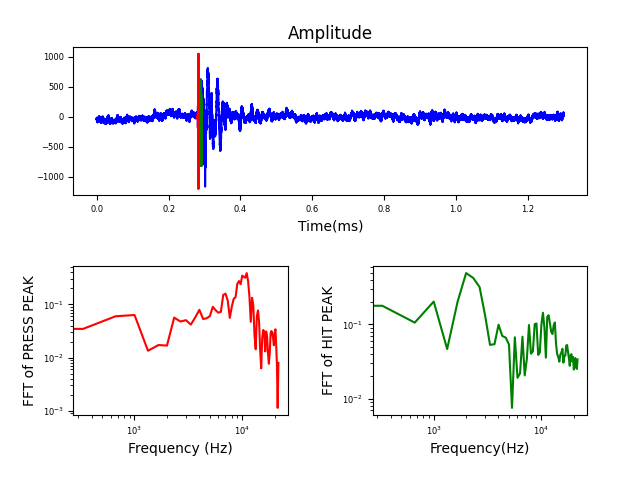 Amplitude
1000
500
0
−500
−1000
0.0 0.2 0.4 0.6 0.8 1.0 1.2
Time(ms)
FFT of PRESS PEAK
10⁻¹
10⁻²
10⁻³
10³ 10⁴
Frequency (Hz)
FFT of HIT PEAK
10⁻¹
10⁻²
10³ 10⁴
Frequency(Hz)